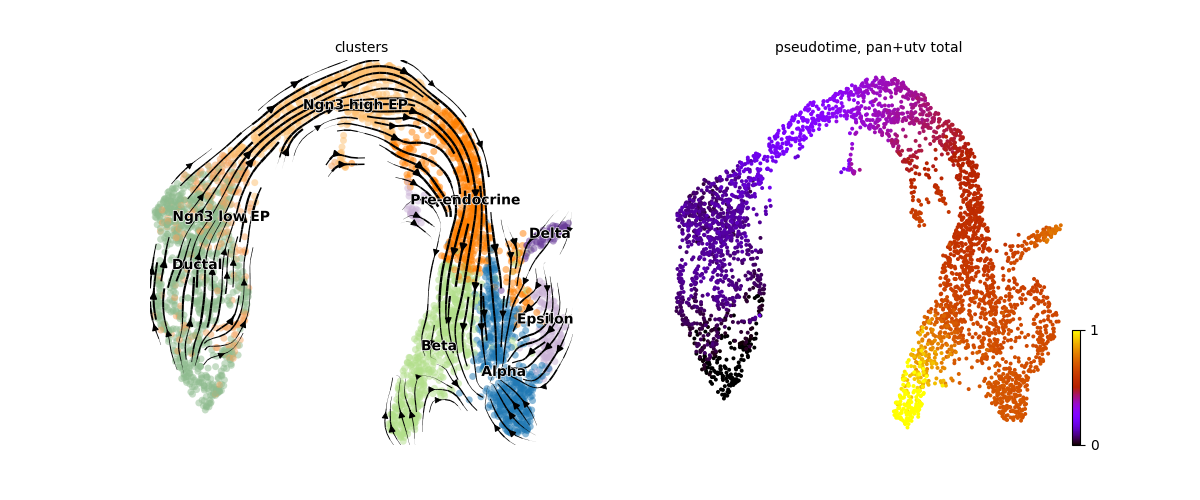 clusters
pseudotime, pan+utv total
Ngn3 high EP
Pre-endocrine
Ngn3 low EP
Delta
Ductal
Epsilon
Beta
Alpha
1
0